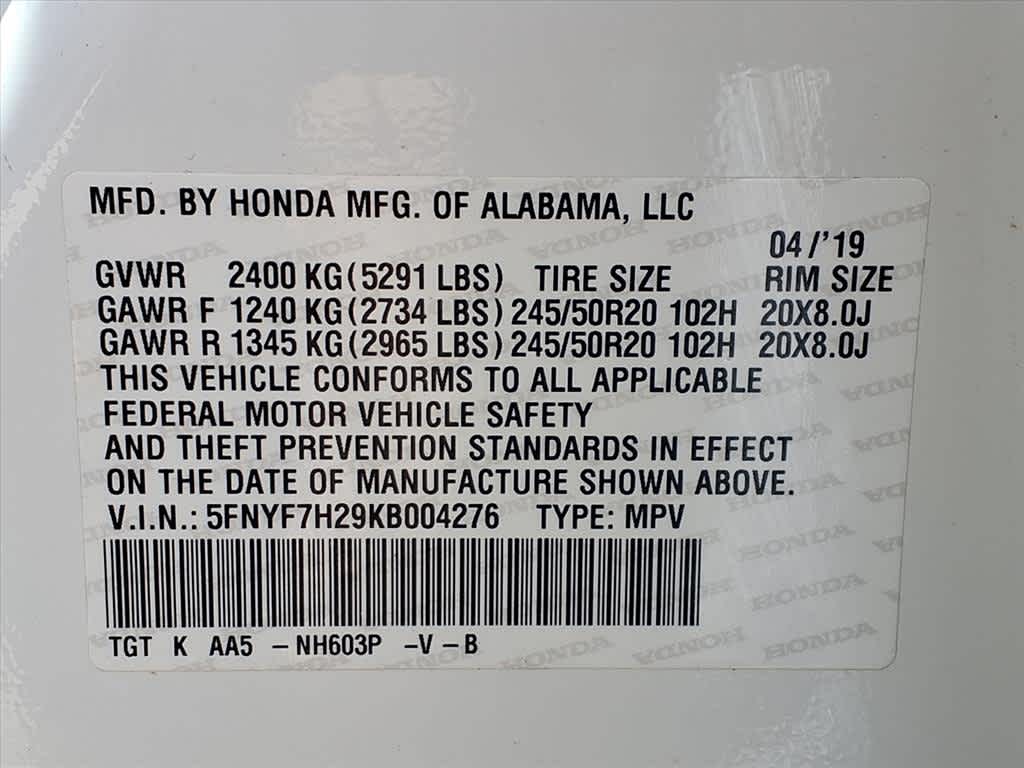 MFD. BY HONDA MFG. OF ALABAMA, LLC
04/'19
GVWR 2400 KG(5291 LBS) TIRE SIZE RIM SIZE
GAWR F 1240 KG(2734 LBS) 245/50R20 102H 20X8.0J
GAWR R 1345 KG(2965 LBS) 245/50R20 102H 20X8.0J
THIS VEHICLE CONFORMS TO ALL APPLICABLE
FEDERAL MOTOR VEHICLE SAFETY
AND THEFT PREVENTION STANDARDS IN EFFECT
ON THE DATE OF MANUFACTURE SHOWN ABOVE.
V.I.N.: 5FNYF7H29KB004276 TYPE: MPV
TGT K AA5 -NH603P -V-B